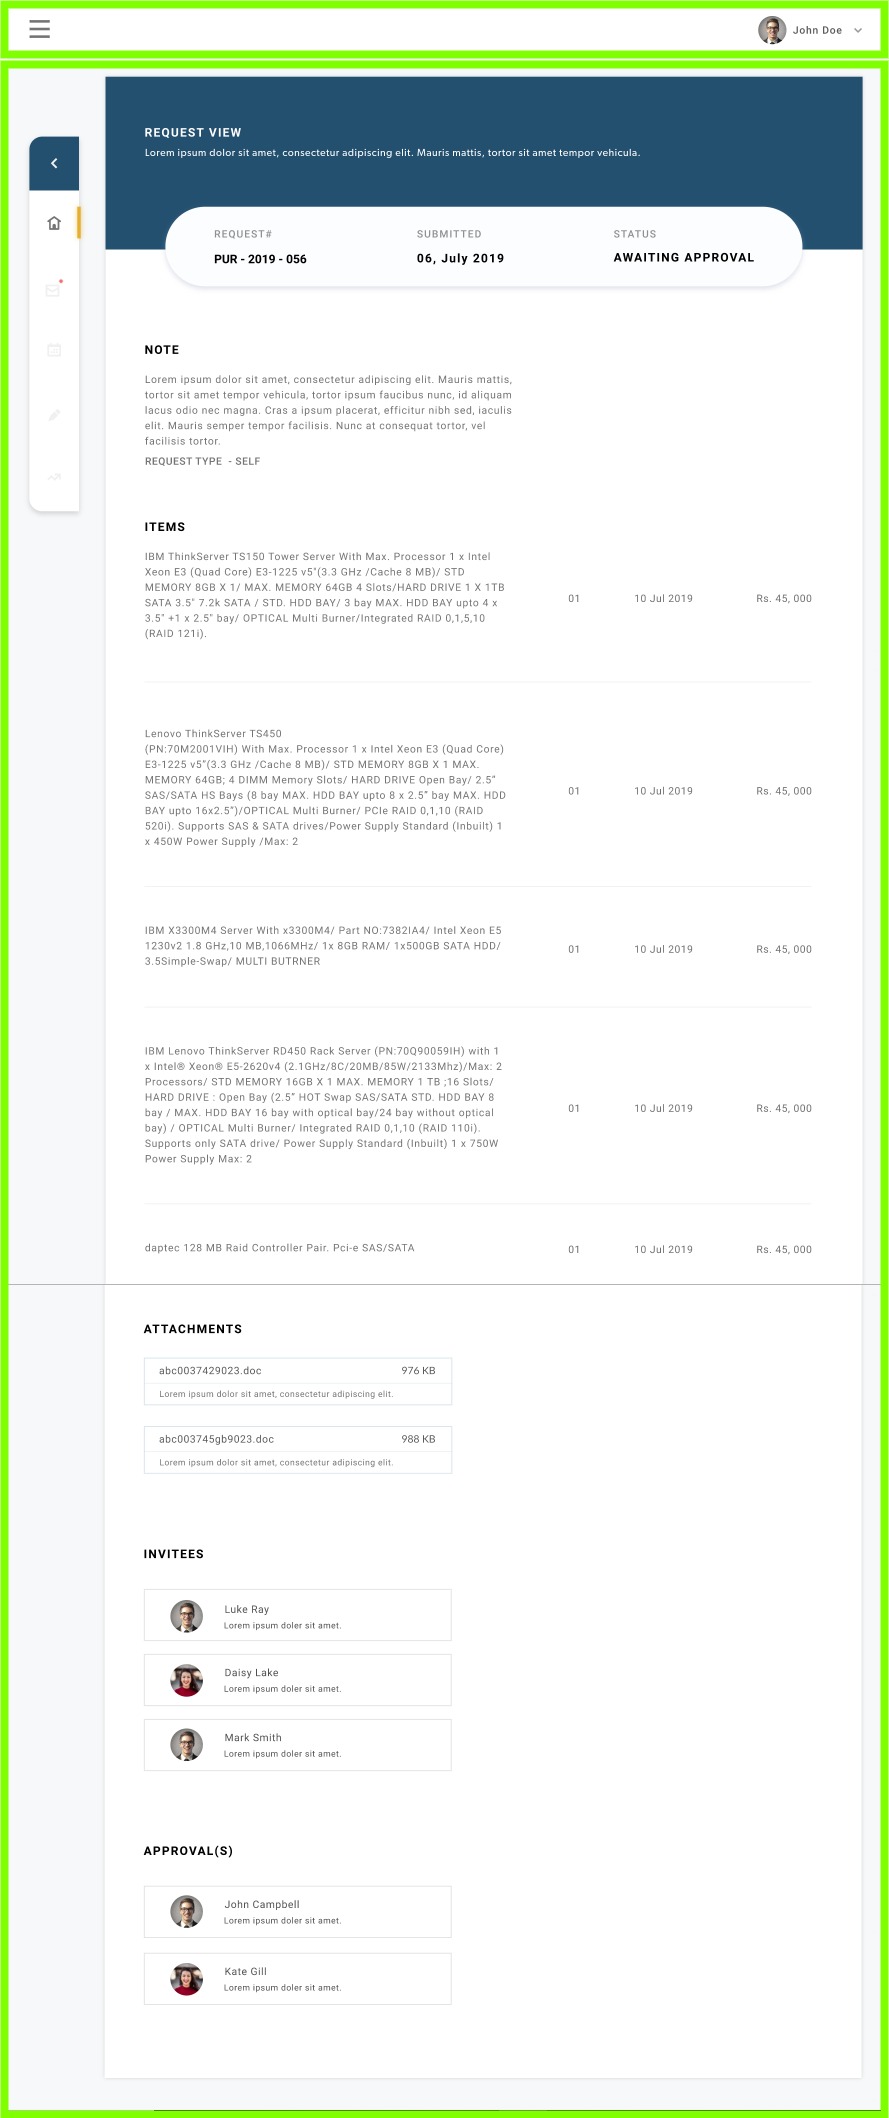 John Doe
REQUEST VIEW
Lorem ipsum dolor sit amet, consectetur adipiscing elit. Mauris mattis, tortor sit amet tempor vehicula.
REQUEST# SUBMITTED STATUS
PUR - 2019 - 056 06, July 2019 AWAITING APPROVAL
NOTE
Lorem ipsum dolor sit amet, consectetur adipiscing elit. Mauris mattis,
tortor sit amet tempor vehicula, tortor ipsum faucibus nunc, id aliquam
lacus odio nec magna. Cras a ipsum placerat, efficitur nibh sed, iaculis
elit. Mauris semper tempor facilisis. Nunc at consequat tortor, vel
facilisis tortor.
REQUEST TYPE - SELF
ITEMS
IBM ThinkServer TS150 Tower Server With Max. Processor 1 x Intel
Xeon E3 (Quad Core) E3-1225 v5"(3.3 GHz /Cache 8 MB)/ STD
MEMORY 8GB X 1/ MAX. MEMORY 64GB 4 Slots/HARD DRIVE 1 X 1TB
SATA 3.5" 7.2k SATA / STD. HDD BAY/ 3 bay MAX. HDD BAY upto 4 x
3.5" +1 x 2.5" bay/ OPTICAL Multi Burner/Integrated RAID 0,1,5,10
(RAID 121i).
01 10 Jul 2019 Rs. 45, 000
Lenovo ThinkServer TS450
(PN:70M2001VIH) With Max. Processor 1 x Intel Xeon E3 (Quad Core)
E3-1225 v5"(3.3 GHz /Cache 8 MB)/ STD MEMORY 8GB X 1 MAX.
MEMORY 64GB; 4 DIMM Memory Slots/ HARD DRIVE Open Bay/ 2.5”
SAS/SATA HS Bays (8 bay MAX. HDD BAY upto 8 x 2.5” bay MAX. HDD
BAY upto 16x2.5”)/OPTICAL Multi Burner/ PCIe RAID 0,1,10 (RAID
520i). Supports SAS & SATA drives/Power Supply Standard (Inbuilt) 1
x 450W Power Supply /Max: 2
01 10 Jul 2019 Rs. 45, 000
IBM X3300M4 Server With x3300M4/ Part NO:7382IA4/ Intel Xeon E5
1230v2 1.8 GHz,10 MB,1066MHz/ 1x 8GB RAM/ 1x500GB SATA HDD/
3.5Simple-Swap/ MULTI BUTRNER
01 10 Jul 2019 Rs. 45, 000
IBM Lenovo ThinkServer RD450 Rack Server (PN:70Q90059IH) with 1
x Intel® Xeon® E5-2620v4 (2.1GHz/8C/20MB/85W/2133Mhz)/Max: 2
Processors/ STD MEMORY 16GB X 1 MAX. MEMORY 1 TB ;16 Slots/
HARD DRIVE : Open Bay (2.5” HOT Swap SAS/SATA STD. HDD BAY 8
bay / MAX. HDD BAY 16 bay with optical bay/24 bay without optical
bay) / OPTICAL Multi Burner/ Integrated RAID 0,1,10 (RAID 110i).
Supports only SATA drive/ Power Supply Standard (Inbuilt) 1 x 750W
Power Supply Max: 2
01 10 Jul 2019 Rs. 45, 000
daptec 128 MB Raid Controller Pair. Pci-e SAS/SATA 01 10 Jul 2019 Rs. 45, 000
ATTACHMENTS
abc0037429023.doc 976 KB
Lorem ipsum dolor sit amet, consectetur adipiscing elit.
abc003745gb9023.doc 988 KB
Lorem ipsum dolor sit amet, consectetur adipiscing elit.
INVITEES
Luke Ray
Lorem ipsum doler sit amet.
Daisy Lake
Lorem ipsum doler sit amet.
Mark Smith
Lorem ipsum doler sit amet.
APPROVAL(S)
John Campbell
Lorem ipsum doler sit amet.
Kate Gill
Lorem ipsum doler sit amet.